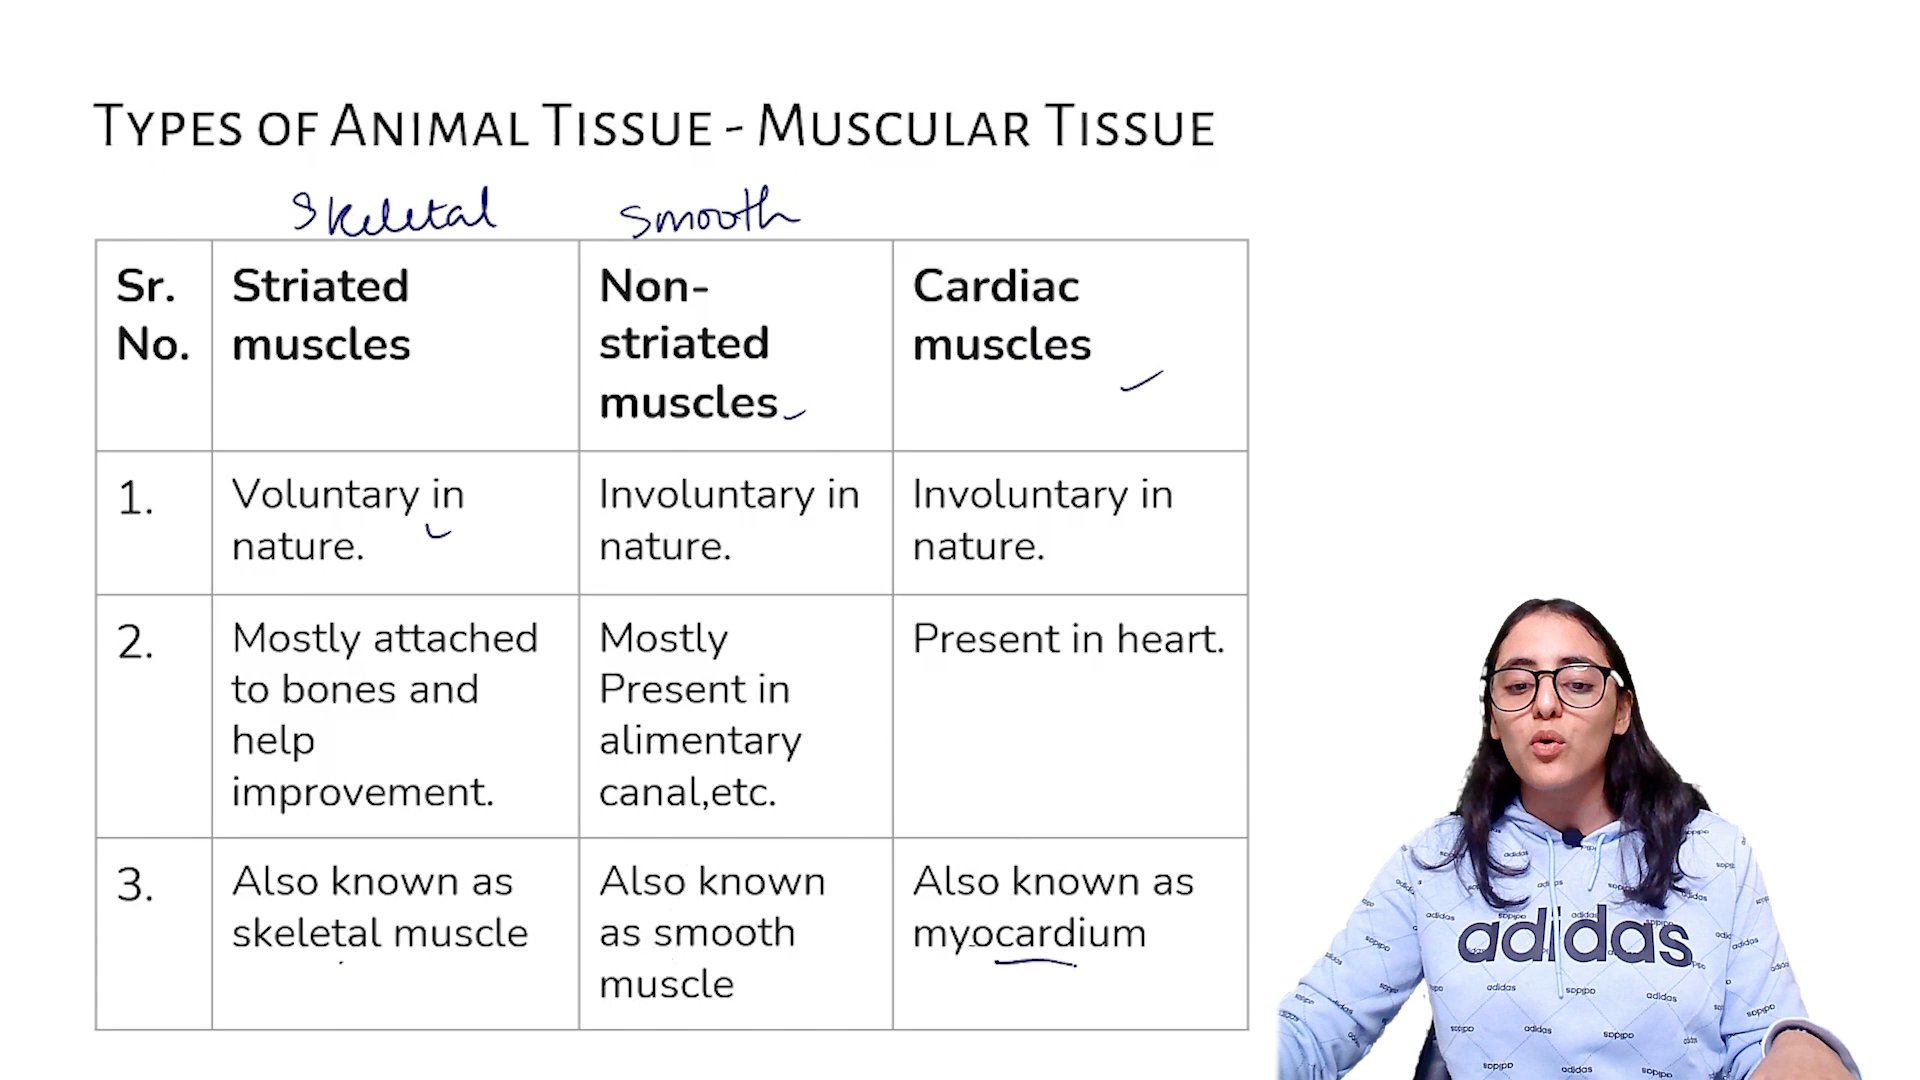 TYPES OF ANIMAL TISSUE - MUSCULAR TISSUE
Skeletal
Smooth
Sr.
No.
Striated
muscles
Non-
striated
muscles
Cardiac
muscles
1.
Voluntary in
nature.
Involuntary in
nature.
Involuntary in
nature.
2.
Mostly attached
to bones and
help
improvement.
Mostly
Present in
alimentary
canal,etc.
Present in heart.
3.
Also known as
skeletal muscle
Also known
as smooth
muscle
Also known as
myocardium
adidas